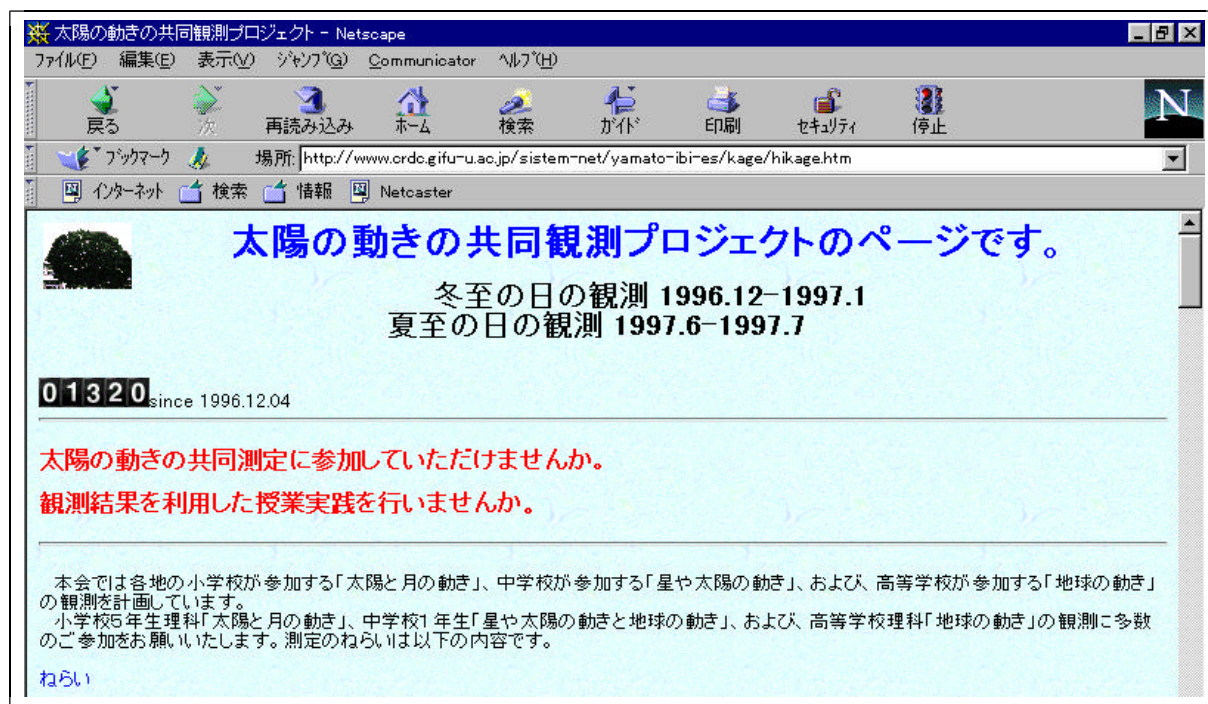 太陽の動きの共同観測プロジェクト - Netscape
ファイル(F) 編集(E) 表示(V) ジャンプ(G) Communicator ヘルプ(H)
N
戻る 次 再読み込み ホーム 検索 ガイド 印刷 セキュリティ 停止
ブックマーク 場所: http://www.crdc.gifu-u.ac.jp/sistem-net/yamato-ibi-es/kage/hikage.htm
インターネット 検索 情報 Netcaster
太陽の動きの共同観測プロジェクトのページです。
冬至の日の観測 1996.12-1997.1
夏至の日の観測 1997.6-1997.7
01320since 1996.12.04
太陽の動きの共同測定に参加していただけませんか。
観測結果を利用した授業実践を行いませんか。
本会では各地の小学校が参加する「太陽と月の動き」、中学校が参加する「星や太陽の動き」、および、高等学校が参加する「地球の動き」
の観測を計画しています。
小学校5年生理科「太陽と月の動き」、中学校1年生「星や太陽の動きと地球の動き」、および、高等学校理科「地球の動き」の観測に多数
のご参加をお願いいたします。測定のねらいは以下の内容です。
ねらい